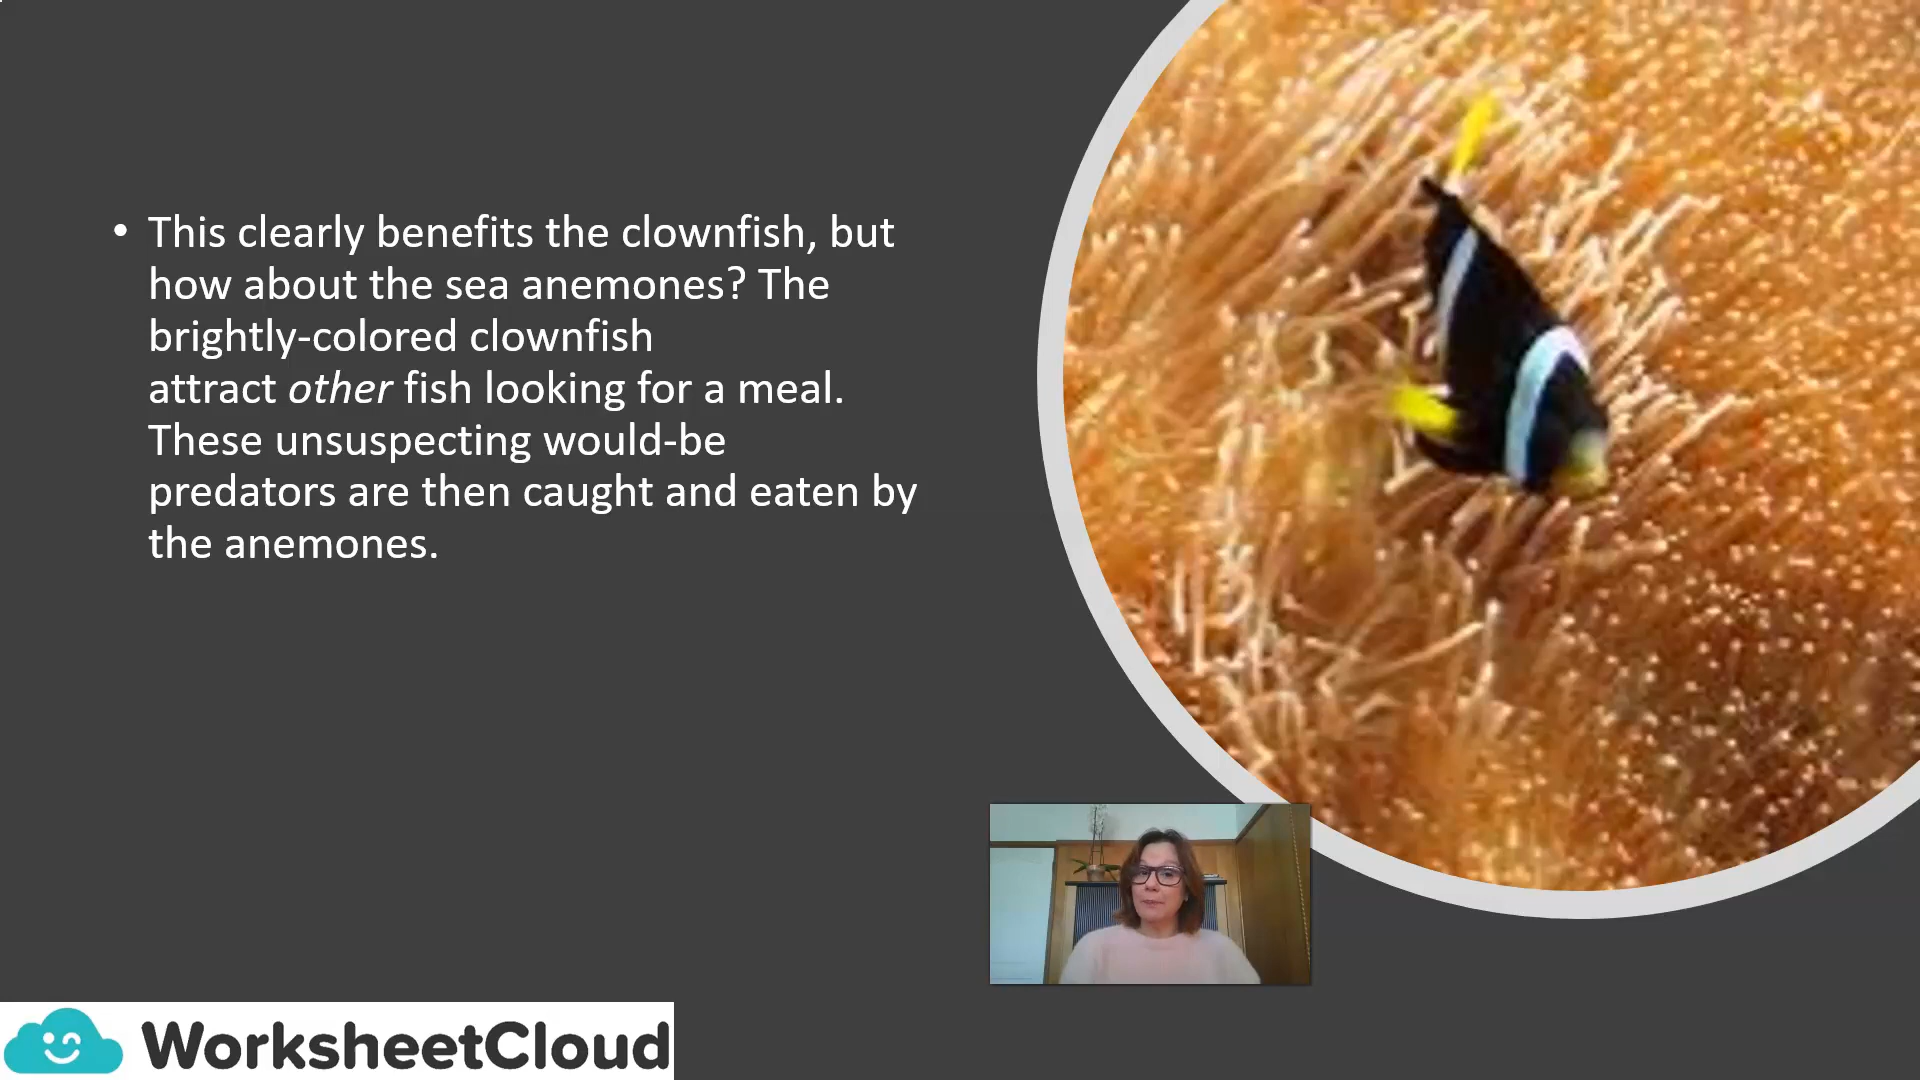 • This clearly benefits the clownfish, but
how about the sea anemones? The
brightly-colored clownfish
attract other fish looking for a meal.
These unsuspecting would-be
predators are then caught and eaten by
the anemones.
WorksheetCloud